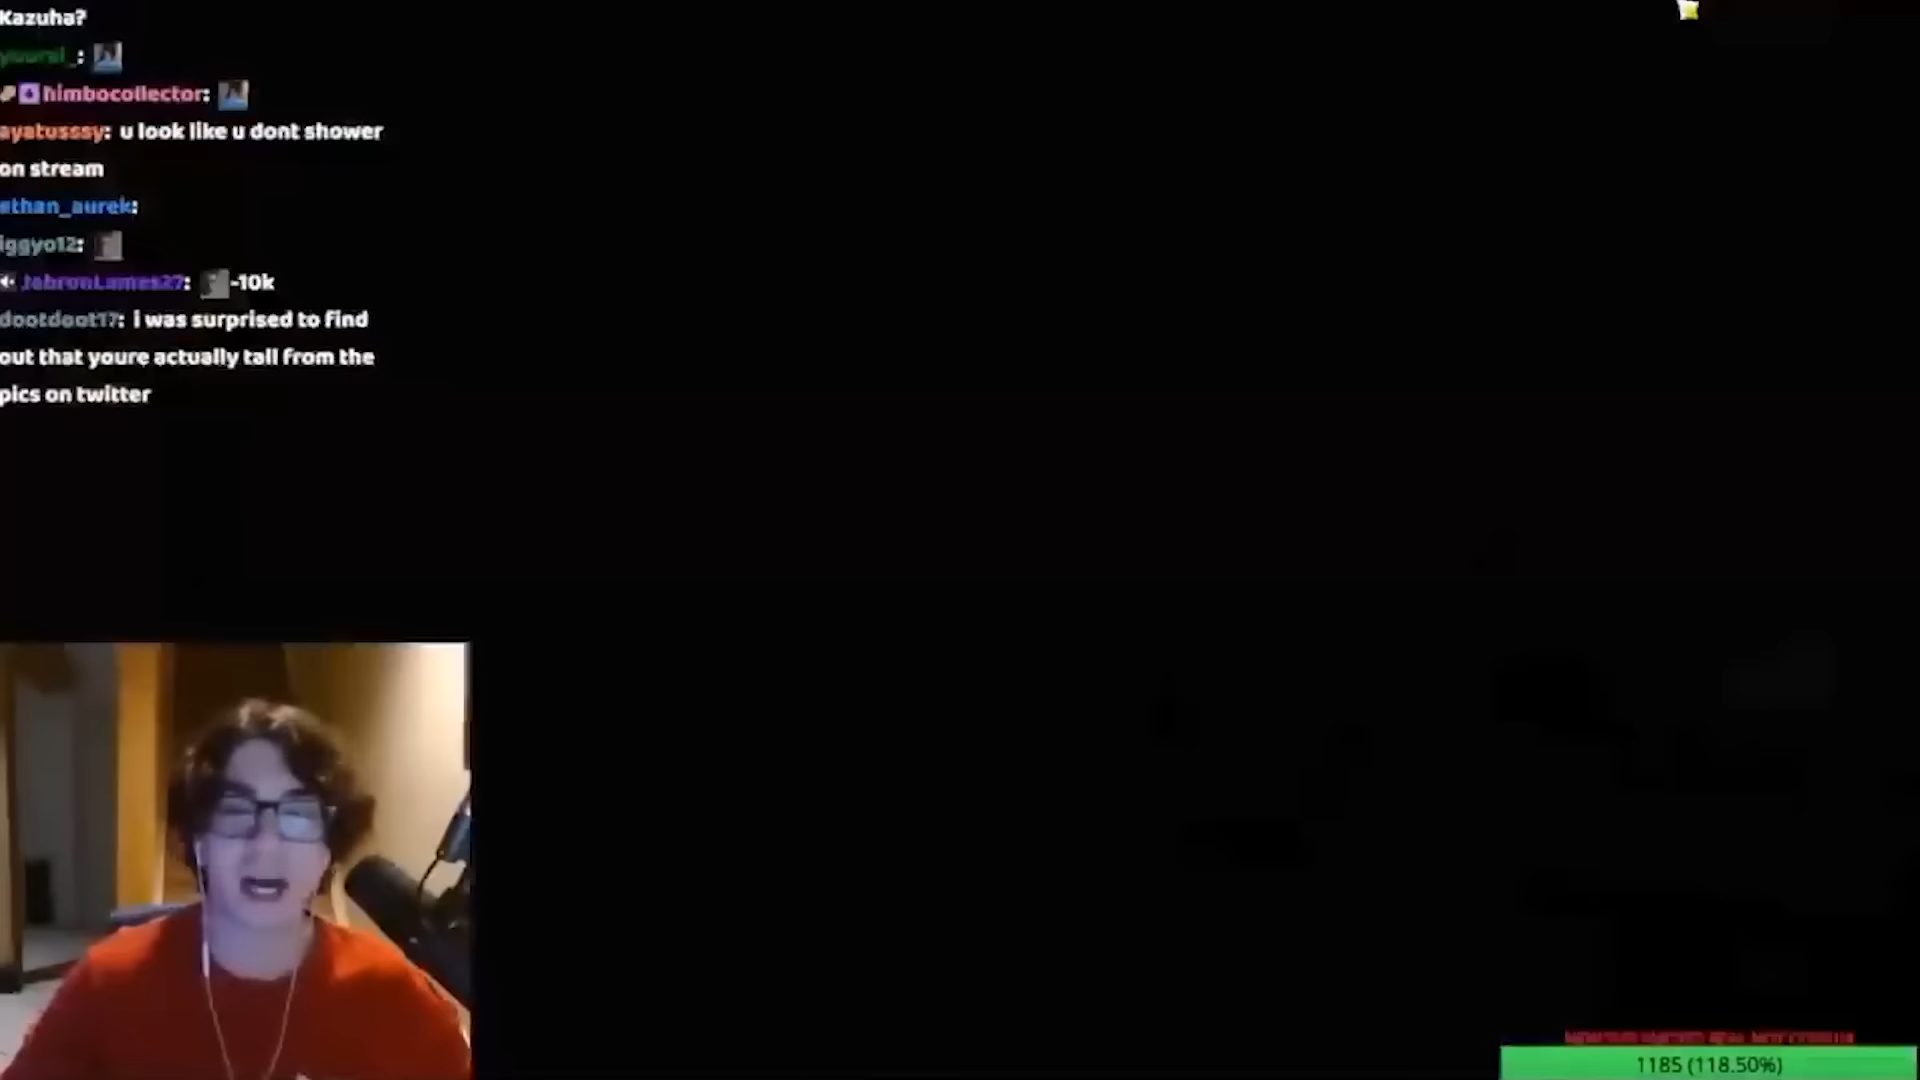 Kazuha?
himbocollector:
ayatusssy: u look like u dont shower
on stream
ethan_aurek:
iggyo12:
JebronLames27: -10k
dootdoot17: i was surprised to find
out that youre actually tall from the
pics on twitter
1185 (118.50%)